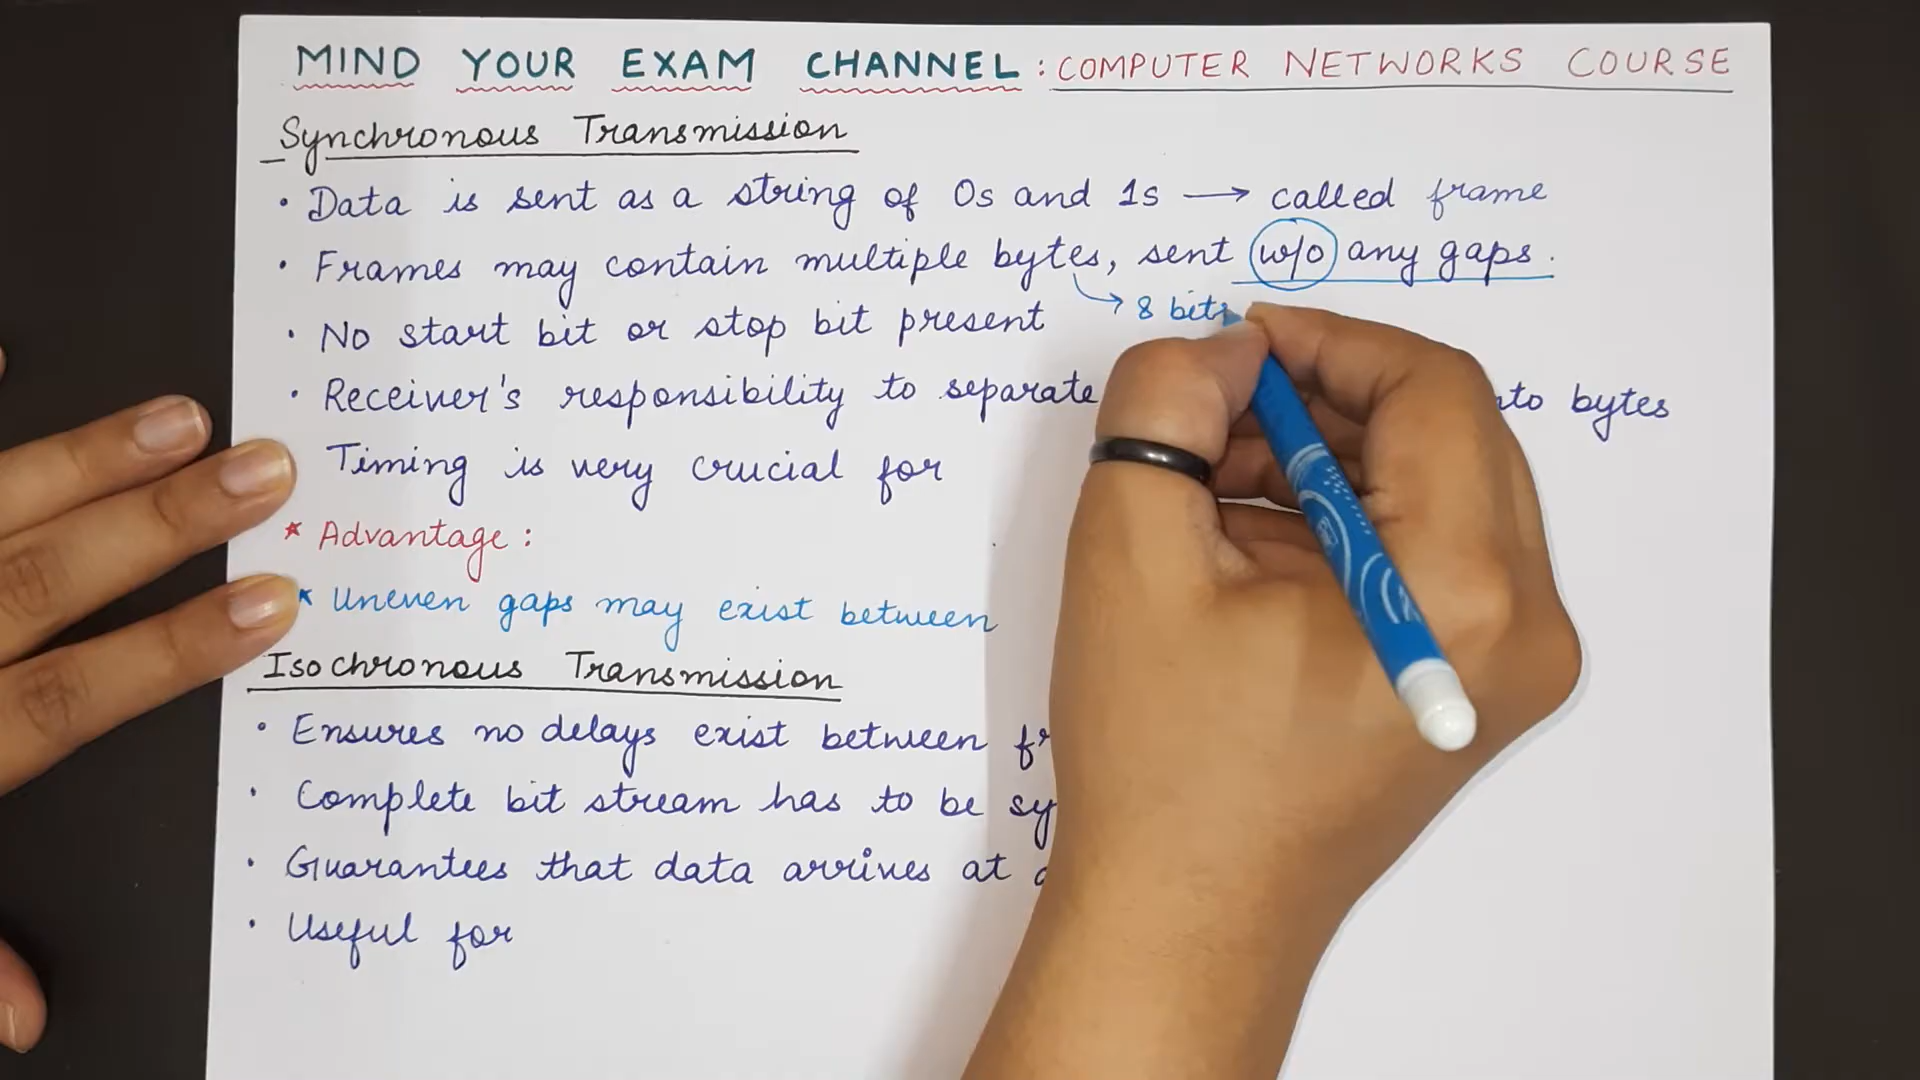 MIND YOUR EXAM CHANNEL : COMPUTER NETWORKS COURSE
Synchronous Transmission
• Data is sent as a string of 0s and 1s → called frame
• Frames may contain multiple bytes, sent w/o any gaps.
→ 8 bits
• No start bit or stop bit present
• Receiver's responsibility to separate bytes
Timing is very crucial for
* Advantage :
* Uneven gaps may exist between
Isochronous Transmission
• Ensures no delays exist between
• Complete bit stream has to be
• Guarantees that data arrives at
• Useful for